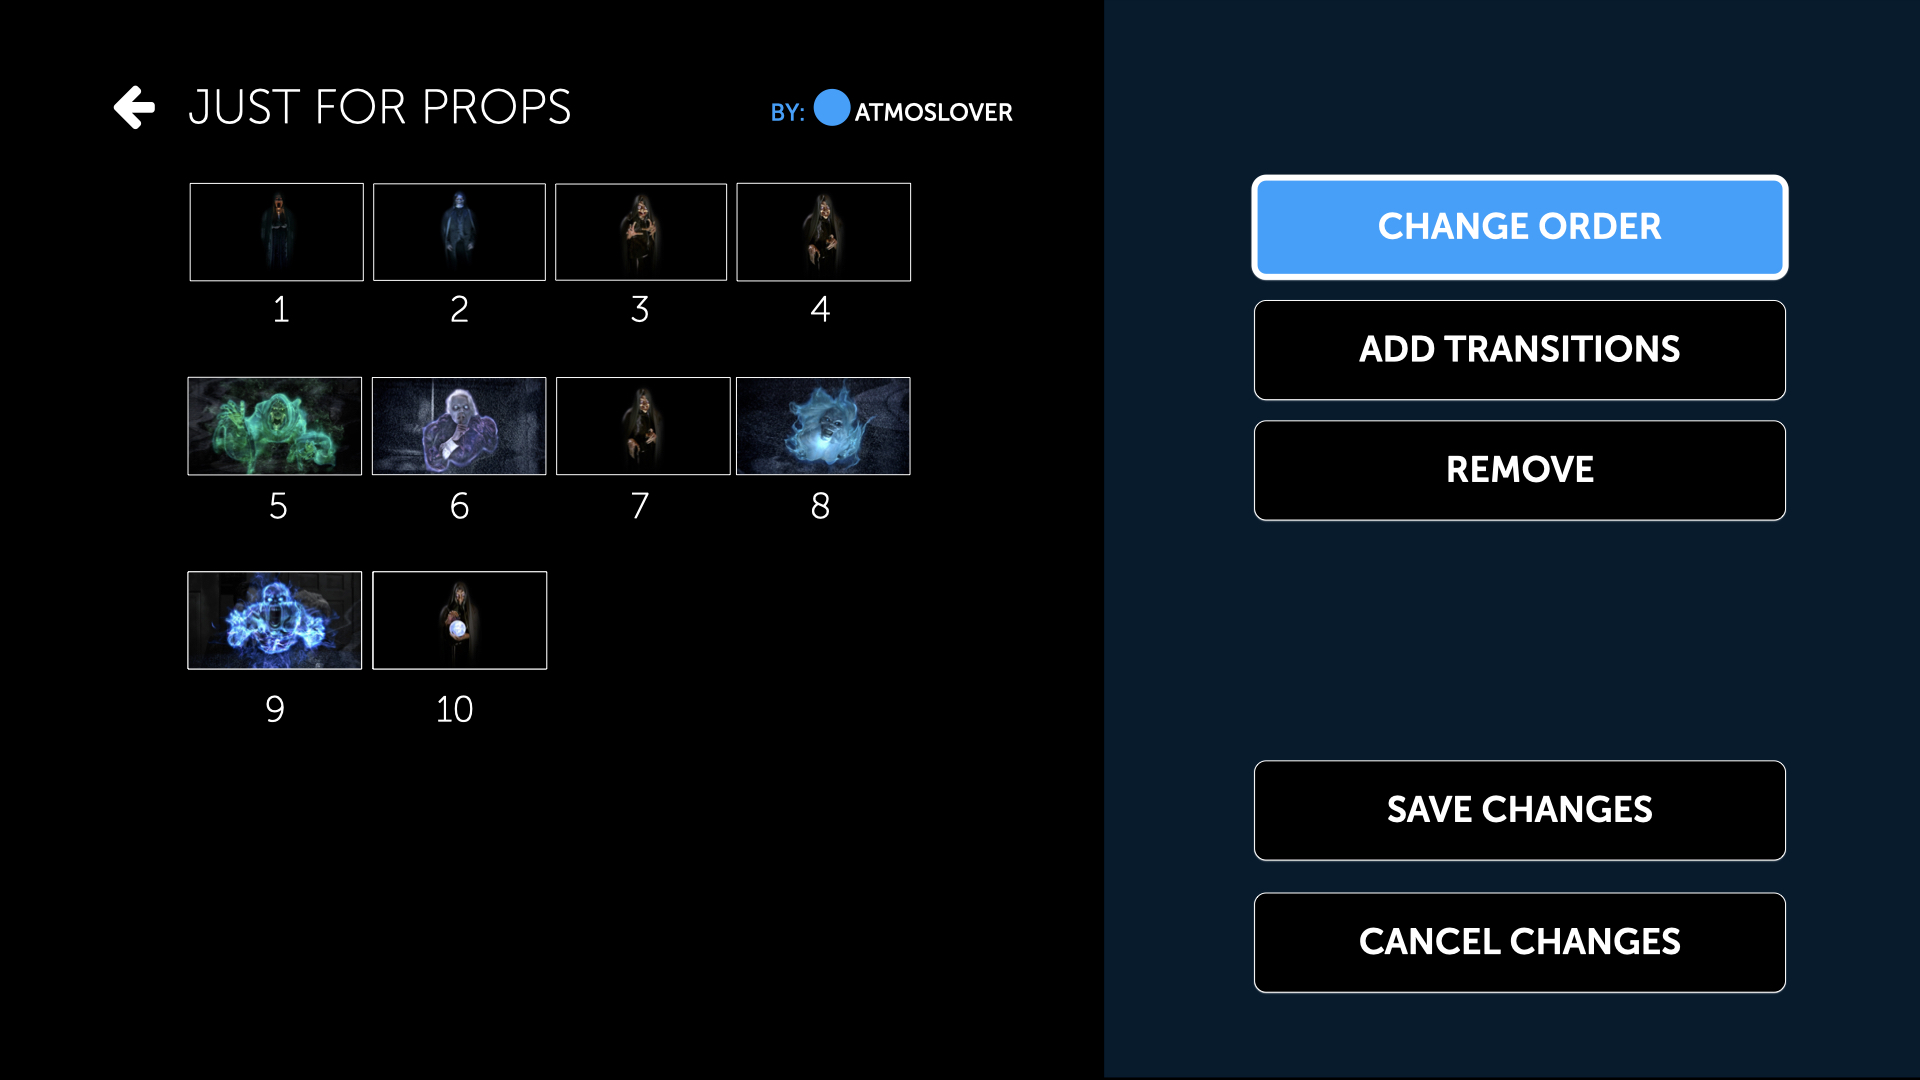 JUST FOR PROPS
BY: ATMOSLOVER
1 2 3 4
5 6 7 8
9 10
CHANGE ORDER
ADD TRANSITIONS
REMOVE
SAVE CHANGES
CANCEL CHANGES